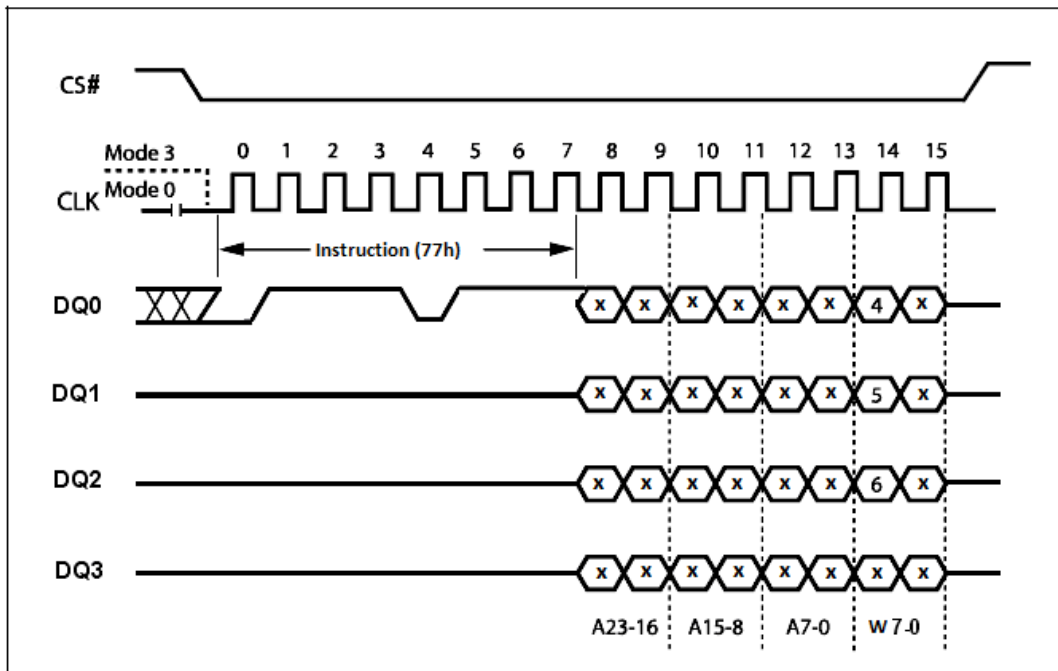 CS#
Mode 3
0 1 2 3 4 5 6 7 8 9 10 11 12 13 14 15
CLK
Mode 0
Instruction (77h)
DQ0
x x x x x x 4 x
DQ1
x x x x x x 5 x
DQ2
x x x x x x 6 x
DQ3
x x x x x x x x
A23-16 A15-8 A7-0 W 7-0